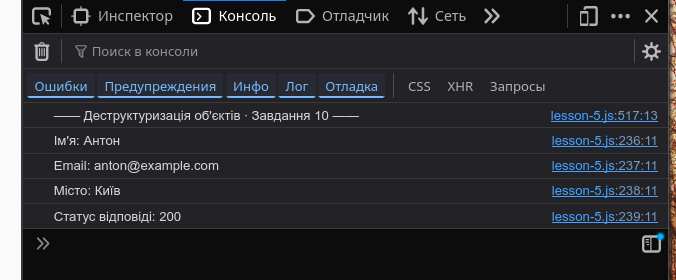 Инспектор Консоль Отладчик Сеть
Поиск в консоли
Ошибки Предупреждения Инфо Лог Отладка CSS XHR Запросы
—— Деструктуризація об'єктів · Завдання 10 —— lesson-5.js:517:13
Ім'я: Антон lesson-5.js:236:11
Email: anton@example.com lesson-5.js:237:11
Місто: Київ lesson-5.js:238:11
Статус відповіді: 200 lesson-5.js:239:11